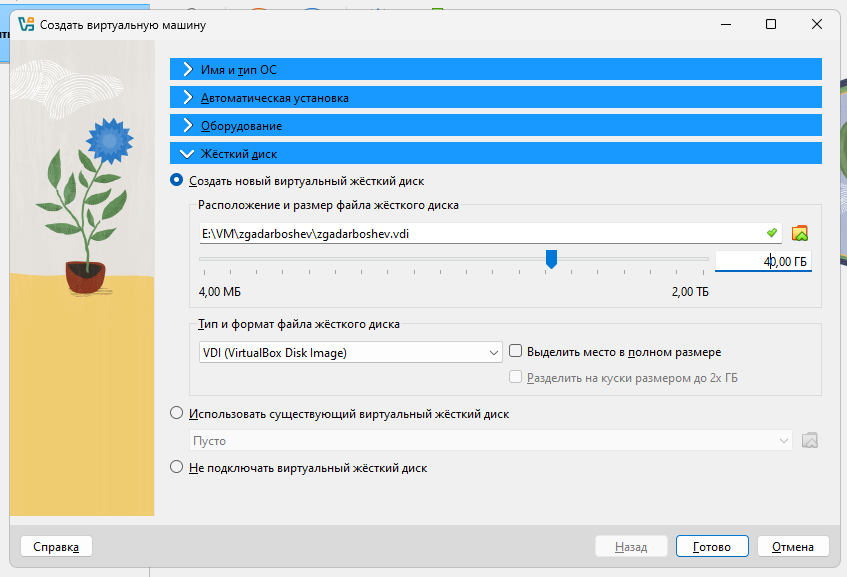 Создать виртуальную машину
Имя и тип ОС
Автоматическая установка
Оборудование
Жёсткий диск
Создать новый виртуальный жёсткий диск
Расположение и размер файла жёсткого диска
E:\VM\zgadarboshev\zgadarboshev.vdi
40,00 ГБ
4,00 МБ 2,00 ТБ
Тип и формат файла жёсткого диска
VDI (VirtualBox Disk Image) Выделить место в полном размере
Разделить на куски размером до 2х ГБ
Использовать существующий виртуальный жёсткий диск
Пусто
Не подключать виртуальный жёсткий диск
Справка Назад Готово Отмена